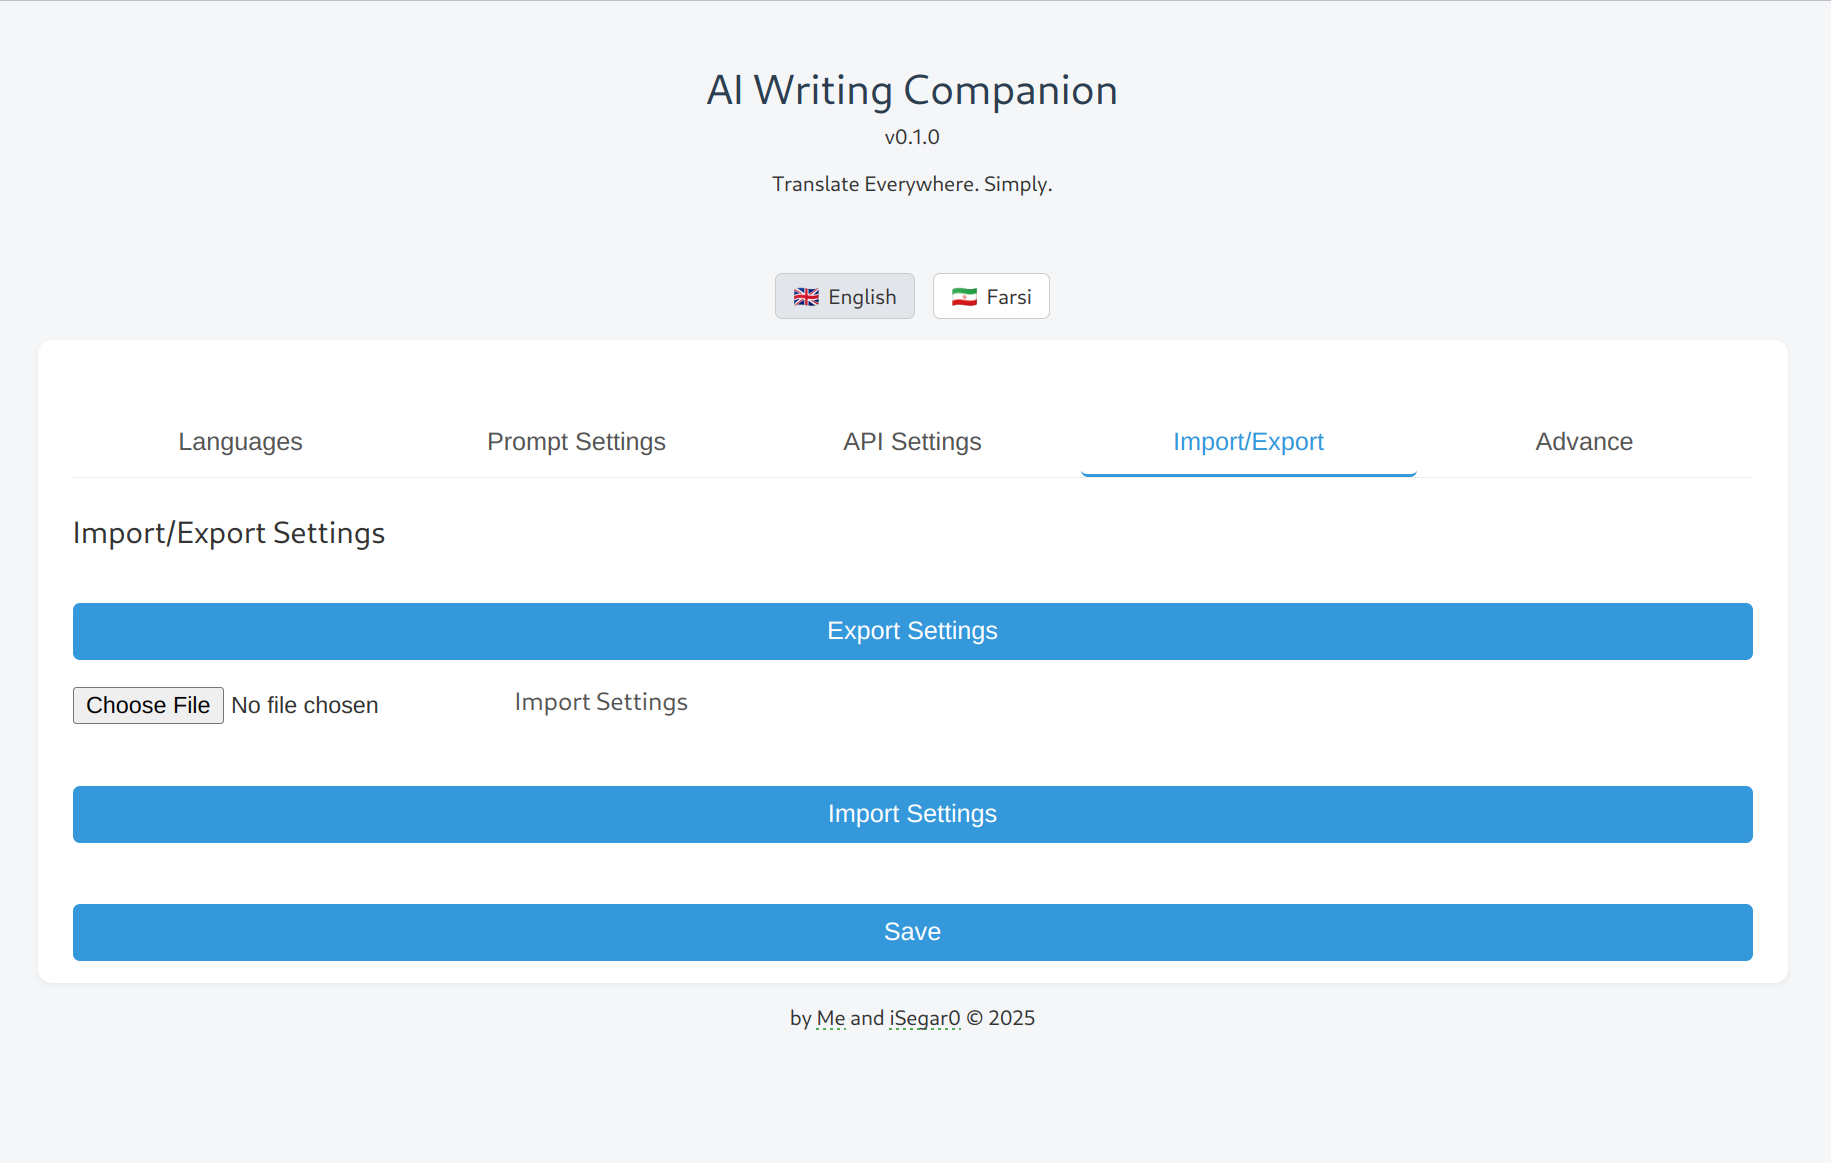 AI Writing Companion
v0.1.0
Translate Everywhere. Simply.
English Farsi
Languages Prompt Settings API Settings Import/Export Advance
Import/Export Settings
Export Settings
Choose File No file chosen Import Settings
Import Settings
Save
by Me and iSegar0 © 2025